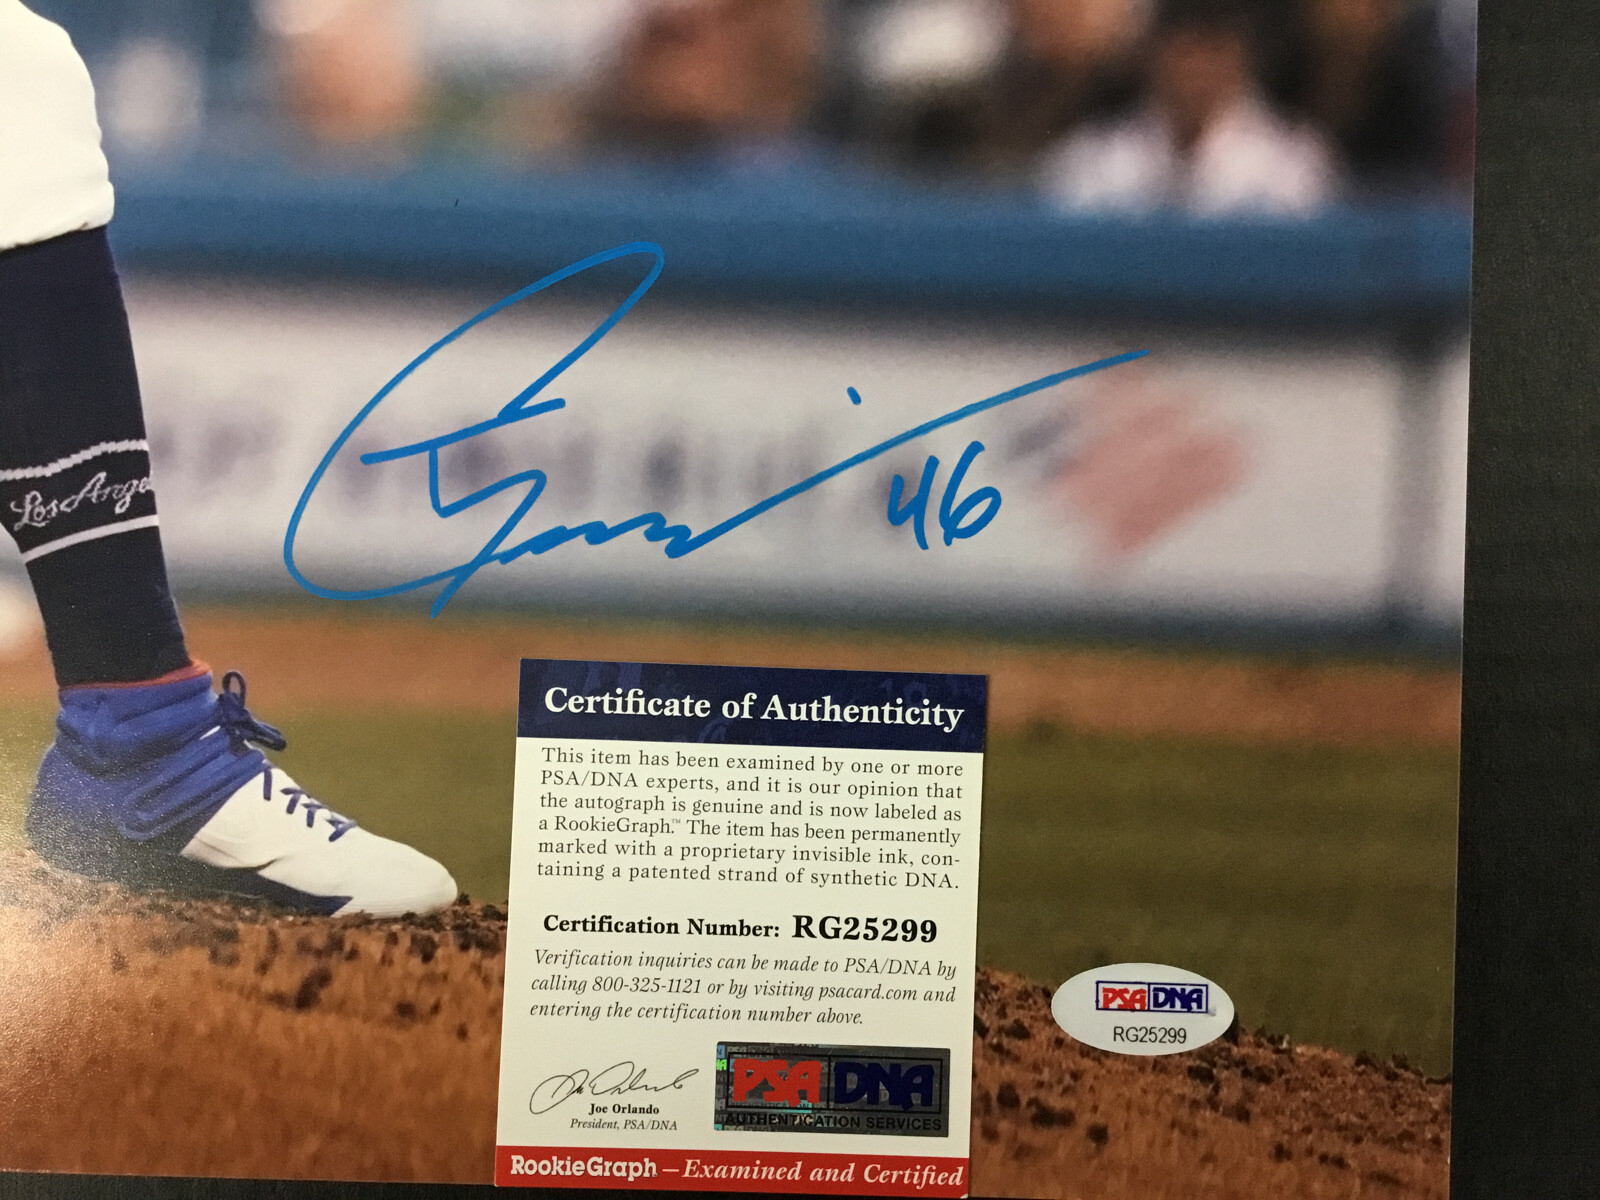 Los Ange
46
Certificate of Authenticity
This item has been examined by one or more
PSA/DNA experts, and it is our opinion that
the autograph is genuine and is now labeled as
a RookieGraph.™ The item has been permanently
marked with a proprietary invisible ink, con-
taining a patented strand of synthetic DNA.
Certification Number: RG25299
Verification inquiries can be made to PSA/DNA by
calling 800-325-1121 or by visiting psacard.com and
entering the certification number above.
Joe Orlando
President, PSA/DNA
PSA DNA
AUTHENTICATION SERVICES
RookieGraph – Examined and Certified
PSA DNA
RG25299